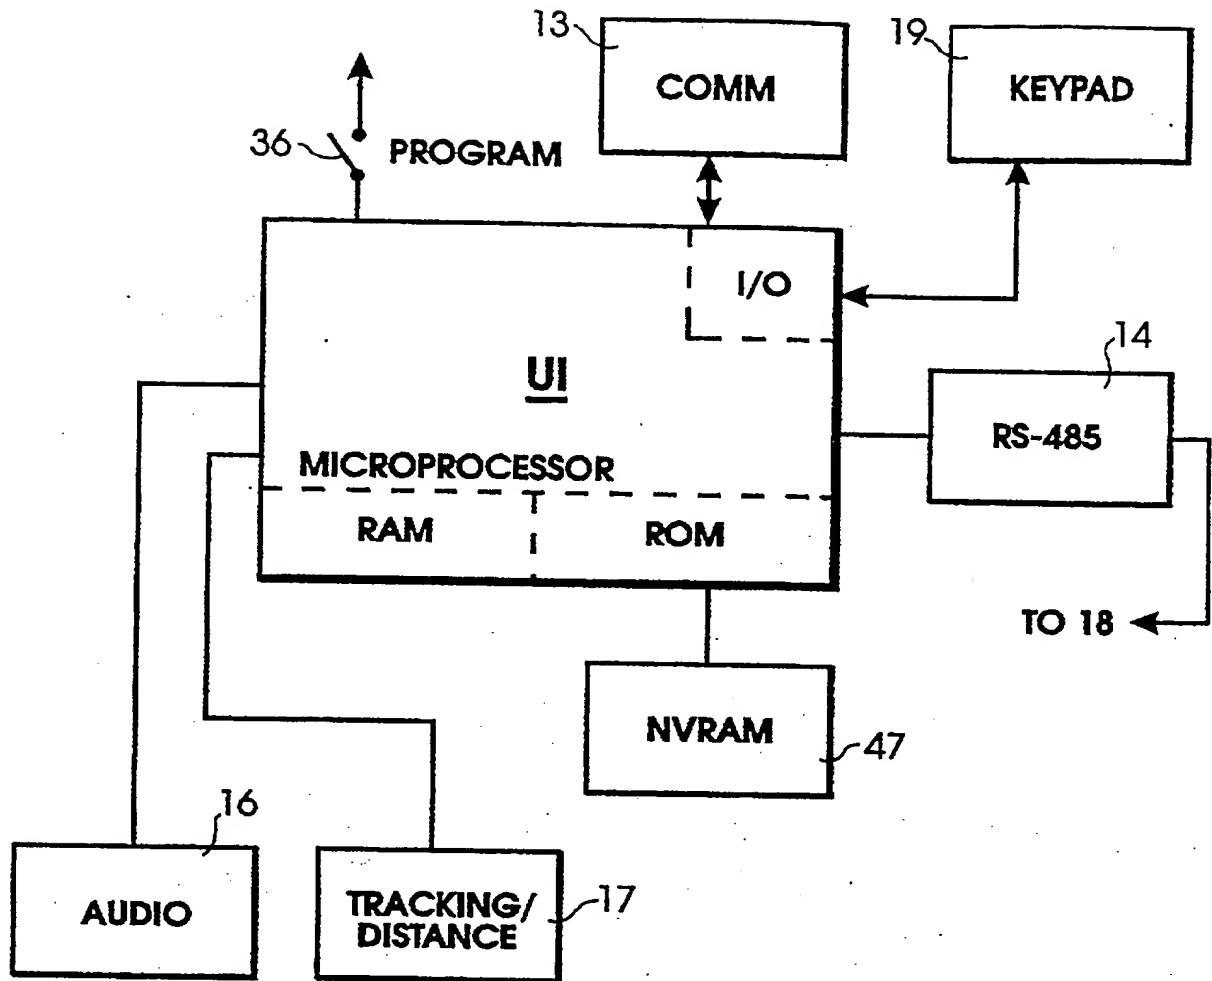 13
COMM
19
KEYPAD
36
PROGRAM
I/O
UI
14
RS-485
MICROPROCESSOR
RAM
ROM
TO 18
NVRAM
47
16
AUDIO
TRACKING/
DISTANCE
17